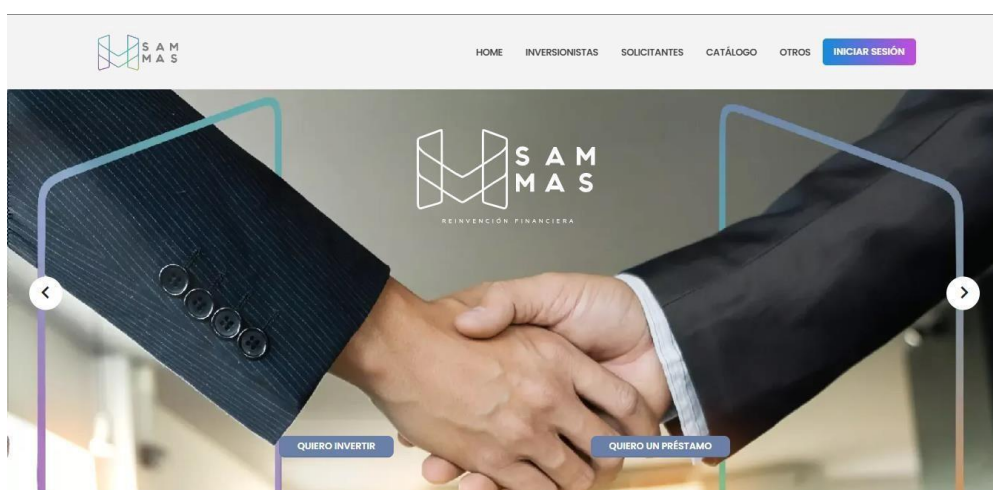 SAM
MAS
HOME INVERSIONISTAS SOLICITANTES CATÁLOGO OTROS INICIAR SESIÓN
SAM
MAS
REINVENCIÓN FINANCIERA
QUIERO INVERTIR QUIERO UN PRÉSTAMO